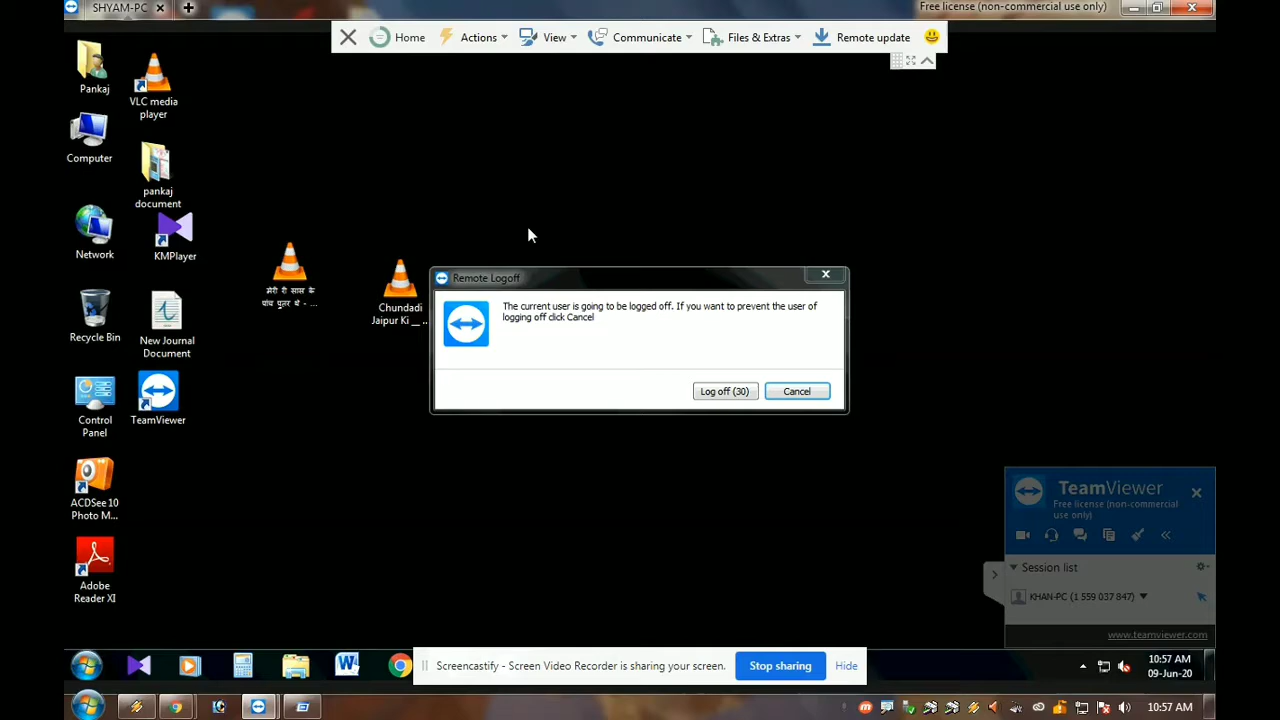 SHYAM-PC
Free license (non-commercial use only)
Home
Actions
View
Communicate
Files & Extras
Remote update
Pankaj
VLC media
player
Computer
pankaj
document
Network
KMPlayer
मेरी री सास के
पांच पुत्तर थे - ...
Chundadi
Jaipur Ki __ ...
Recycle Bin
New Journal
Document
Control
Panel
TeamViewer
ACDSee 10
Photo M...
Adobe
Reader XI
Remote Logoff
The current user is going to be logged off. If you want to prevent the user of
logging off click Cancel
Log off (30)
Cancel
TeamViewer
Free license (non-commercial
use only)
Session list
KHAN-PC (1 559 037 847)
www.teamviewer.com
Screencastify - Screen Video Recorder is sharing your screen.
Stop sharing
Hide
10:57 AM
09-Jun-20
10:57 AM